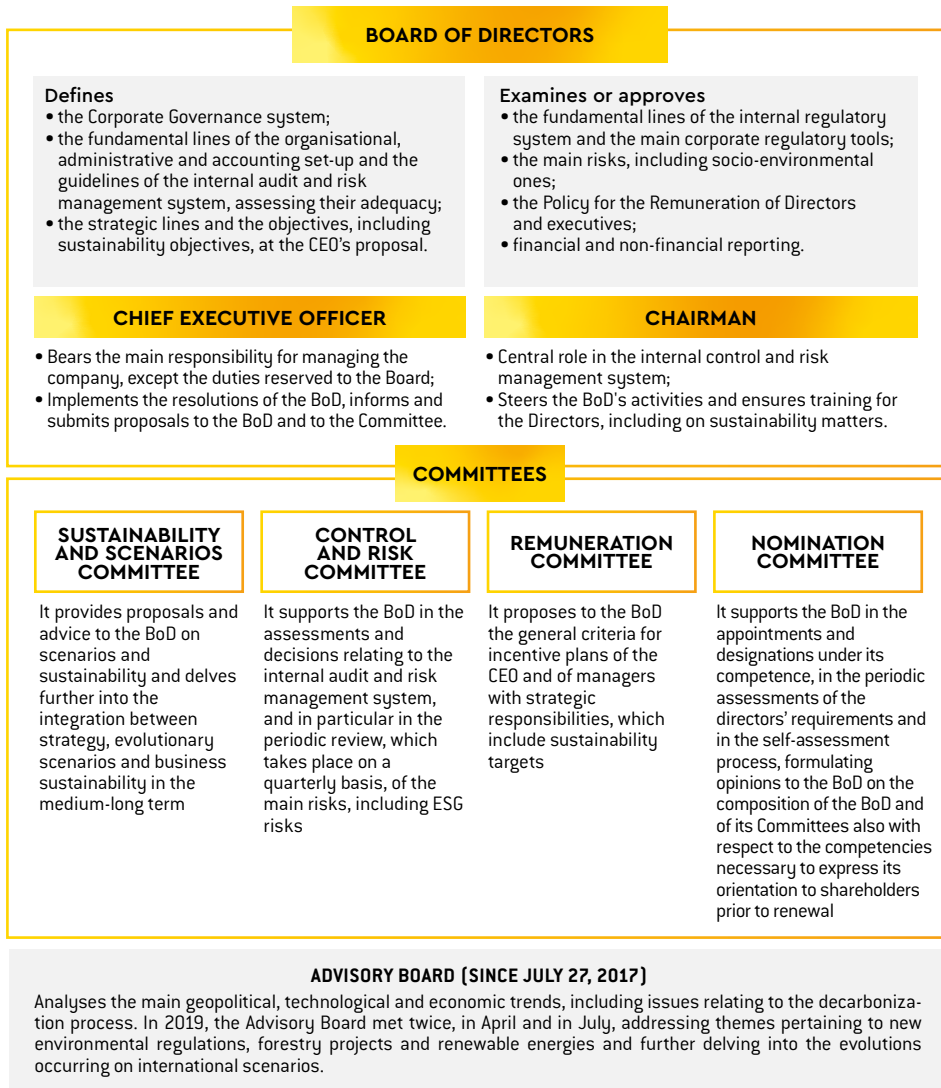 BOARD OF DIRECTORS
Defines
• the Corporate Governance system;
• the fundamental lines of the organisational,
administrative and accounting set-up and the
guidelines of the internal audit and risk
management system, assessing their adequacy;
• the strategic lines and the objectives, including
sustainability objectives, at the CEO's proposal.
Examines or approves
• the fundamental lines of the internal regulatory
system and the main corporate regulatory tools;
• the main risks, including socio-environmental
ones;
• the Policy for the Remuneration of Directors
and executives;
• financial and non-financial reporting.
CHIEF EXECUTIVE OFFICER
• Bears the main responsibility for managing the
company, except the duties reserved to the Board;
• Implements the resolutions of the BoD, informs and
submits proposals to the BoD and to the Committee.
CHAIRMAN
• Central role in the internal control and risk
management system;
• Steers the BoD's activities and ensures training for
the Directors, including on sustainability matters.
COMMITTEES
SUSTAINABILITY
AND SCENARIOS
COMMITTEE
It provides proposals and
advice to the BoD on
scenarios and
sustainability and delves
further into the
integration between
strategy, evolutionary
scenarios and business
sustainability in the
medium-long term
CONTROL
AND RISK
COMMITTEE
It supports the BoD in the
assessments and
decisions relating to the
internal audit and risk
management system,
and in particular in the
periodic review, which
takes place on a
quarterly basis, of the
main risks, including ESG
risks
REMUNERATION
COMMITTEE
It proposes to the BoD
the general criteria for
incentive plans of the
CEO and of managers
with strategic
responsibilities, which
include sustainability
targets
NOMINATION
COMMITTEE
It supports the BoD in the
appointments and
designations under its
competence, in the periodic
assessments of the
directors' requirements and
in the self-assessment
process, formulating
opinions to the BoD on the
composition of the BoD and
of its Committees also with
respect to the competencies
necessary to express its
orientation to shareholders
prior to renewal
ADVISORY BOARD (SINCE JULY 27, 2017)
Analyses the main geopolitical, technological and economic trends, including issues relating to the decarboniza-
tion process. In 2019, the Advisory Board met twice, in April and in July, addressing themes pertaining to new
environmental regulations, forestry projects and renewable energies and further delving into the evolutions
occurring on international scenarios.